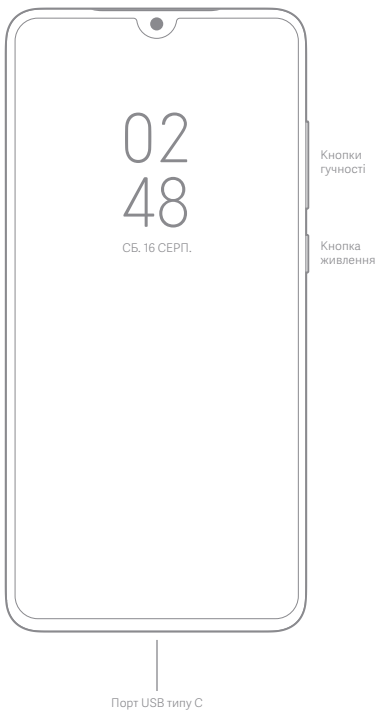 02
48
СБ. 16 СЕРП.
Кнопки
гучності
Кнопка
живлення
Порт USB типу C